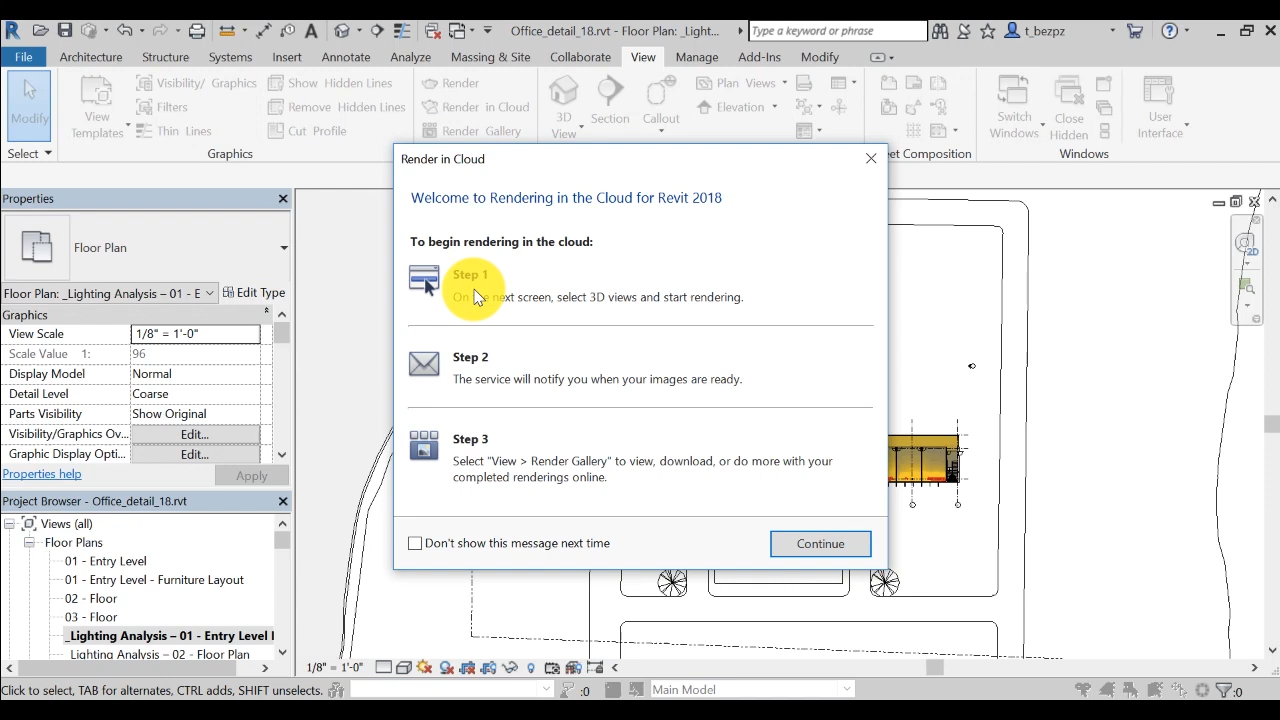 Office_detail_18.rvt - Floor Plan: _Light...
Type a keyword or phrase
t_bezpz
File Architecture Structure Systems Insert Annotate Analyze Massing & Site Collaborate View Manage Add-Ins Modify
Modify
View Templates
Visibility/ Graphics
Filters
Thin Lines
Show Hidden Lines
Remove Hidden Lines
Cut Profile
Render
Render in Cloud
Render Gallery
3D View
Section
Callout
Plan Views
Elevation
Switch Windows
Close Hidden
User Interface
Select
Graphics
et Composition
Windows
Properties
Floor Plan
Floor Plan: _Lighting Analysis – 01 - E
Edit Type
Graphics
View Scale 1/8" = 1'-0"
Scale Value 1: 96
Display Model Normal
Detail Level Coarse
Parts Visibility Show Original
Visibility/Graphics Ov... Edit...
Graphic Display Opti... Edit...
Properties help
Apply
Project Browser - Office_detail_18.rvt
Views (all)
Floor Plans
01 - Entry Level
01 - Entry Level - Furniture Layout
02 - Floor
03 - Floor
_Lighting Analysis – 01 - Entry Level
Lighting Analysis – 02 - Floor Plan
Render in Cloud
Welcome to Rendering in the Cloud for Revit 2018
To begin rendering in the cloud:
Step 1
On the next screen, select 3D views and start rendering.
Step 2
The service will notify you when your images are ready.
Step 3
Select "View > Render Gallery" to view, download, or do more with your
completed renderings online.
Don't show this message next time
Continue
2D
1/8" = 1'-0"
Click to select, TAB for alternates, CTRL adds, SHIFT unselects.
:0
Main Model
:0